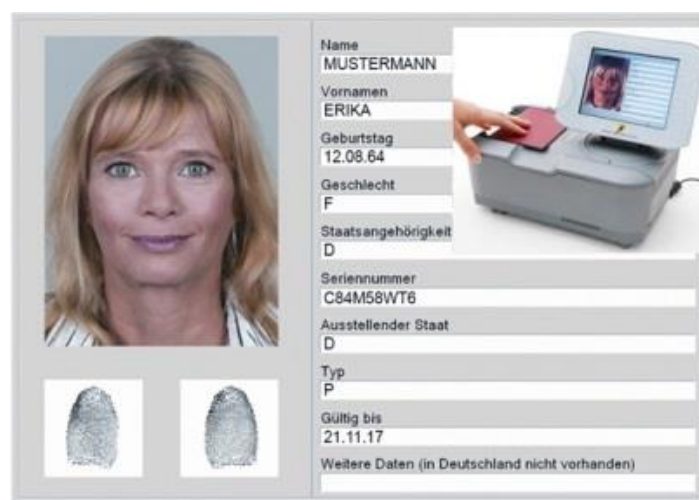 Name
MUSTERMANN
Vornamen
ERIKA
Geburtstag
12.08.64
Geschlecht
F
Staatsangehörigkeit
D
Seriennummer
C84M58WT6
Ausstellender Staat
D
Typ
P
Gültig bis
21.11.17
Weitere Daten (in Deutschland nicht vorhanden)